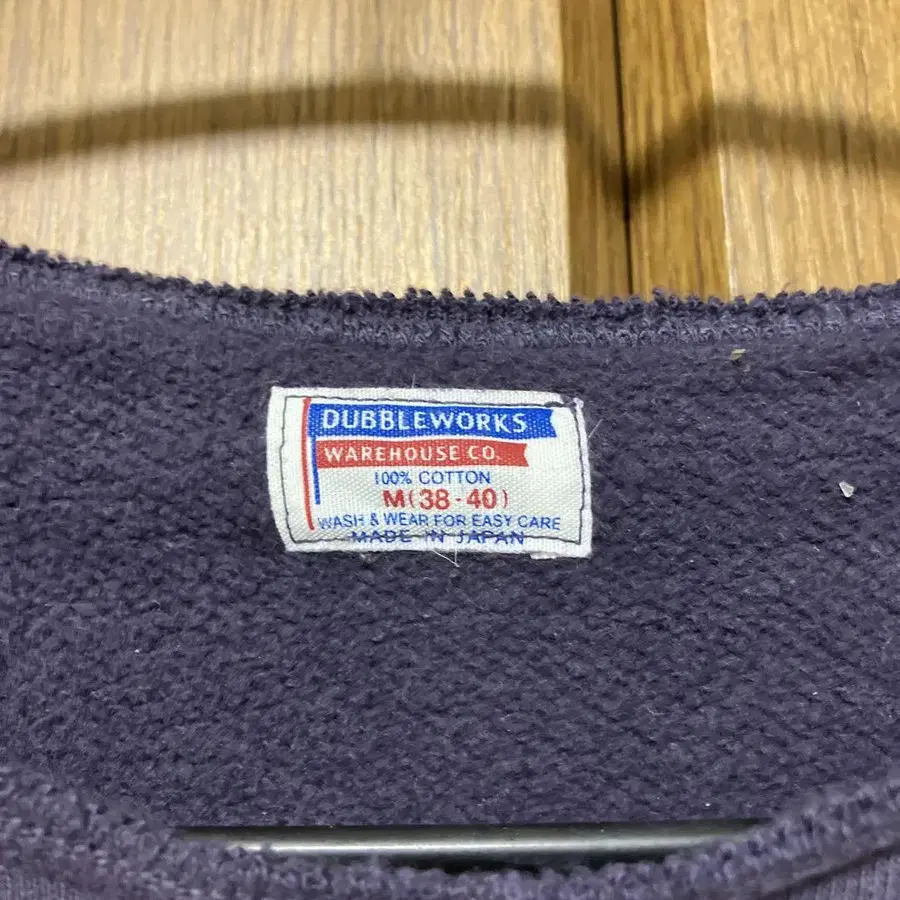 DUBBLEWORKS
WAREHOUSE CO.
100% COTTON
M(38-40)
WASH & WEAR FOR EASY CARE
MADE IN JAPAN